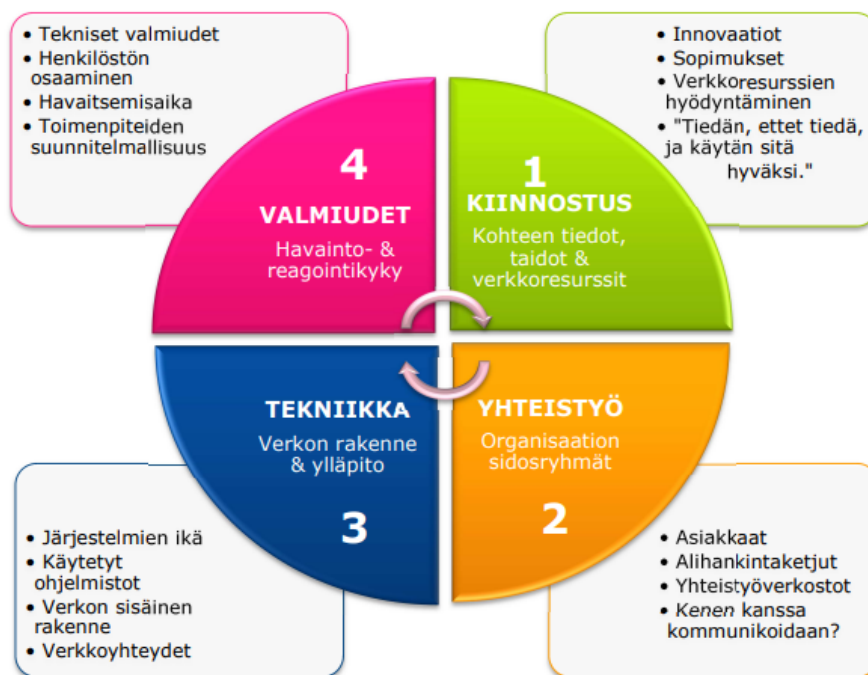 • Tekniset valmiudet
• Henkilöstön
osaaminen
• Havaitsemisaika
• Toimenpiteiden
suunnitelmallisuus
4
VALMIUDET
Havainto- &
reagointikyky
• Innovaatiot
• Sopimukset
• Verkkoresurssien
hyödyntäminen
• "Tiedän, ettet tiedä,
ja käytän sitä
hyväksi."
1
KIINNOSTUS
Kohteen tiedot,
taidot &
verkkoresurssit
TEKNIIKKA
Verkon rakenne
& ylläpito
3
• Järjestelmien ikä
• Käytetyt
ohjelmistot
• Verkon sisäinen
rakenne
• Verkkoyhteydet
YHTEISTYÖ
Organisaation
sidosryhmät
2
• Asiakkaat
• Alihankintaketjut
• Yhteistyöverkostot
• Kenen kanssa
kommunikoidaan?